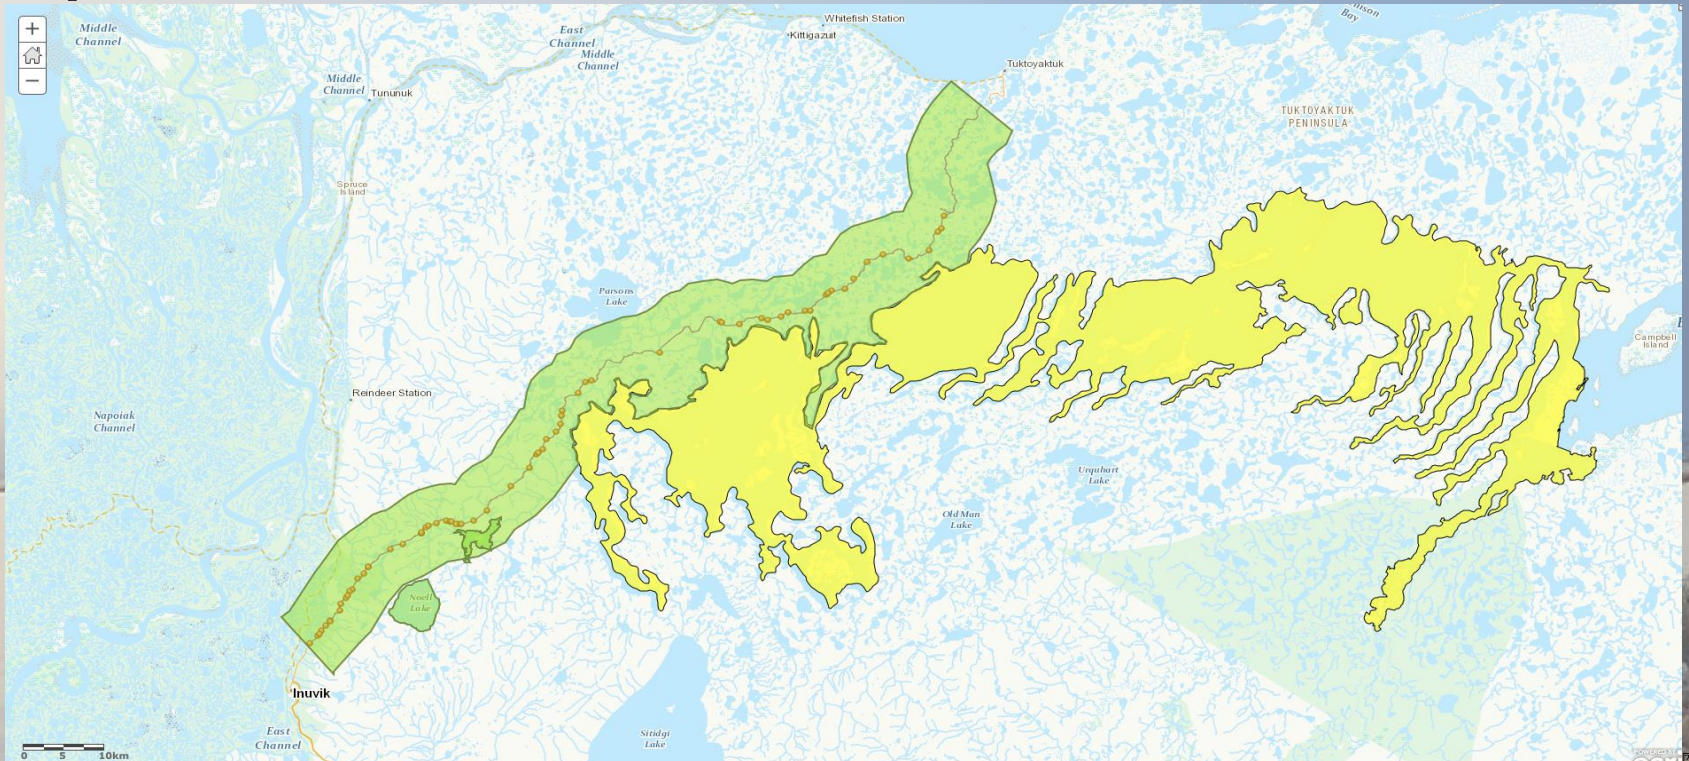 +
−
Middle
Channel
East
Channel
Middle
Channel
Whitefish Station
Kittigazuit
Tuktoyaktuk
Middle
Channel
Tununuk
TUKTOYAKTUK
PENINSULA
Spruce
Island
Parsons
Lake
Campbell
Island
Reindeer Station
Napoiak
Channel
Urquhart
Lake
Old Man
Lake
Noell
Lake
Inuvik
East
Channel
Sitidgi
Lake
0 5 10km
POWERED BY